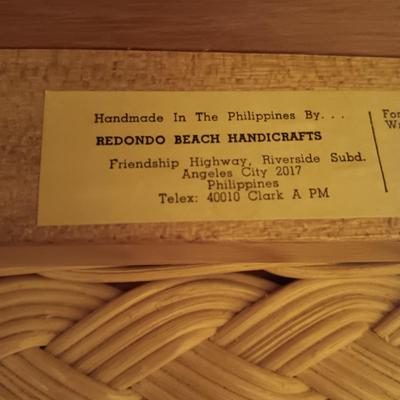 Handmade In The Philippines By. . .
REDONDO BEACH HANDICRAFTS
Friendship Highway, Riverside Subd.
Angeles City 2017
Philippines
Telex: 40010 Clark A PM